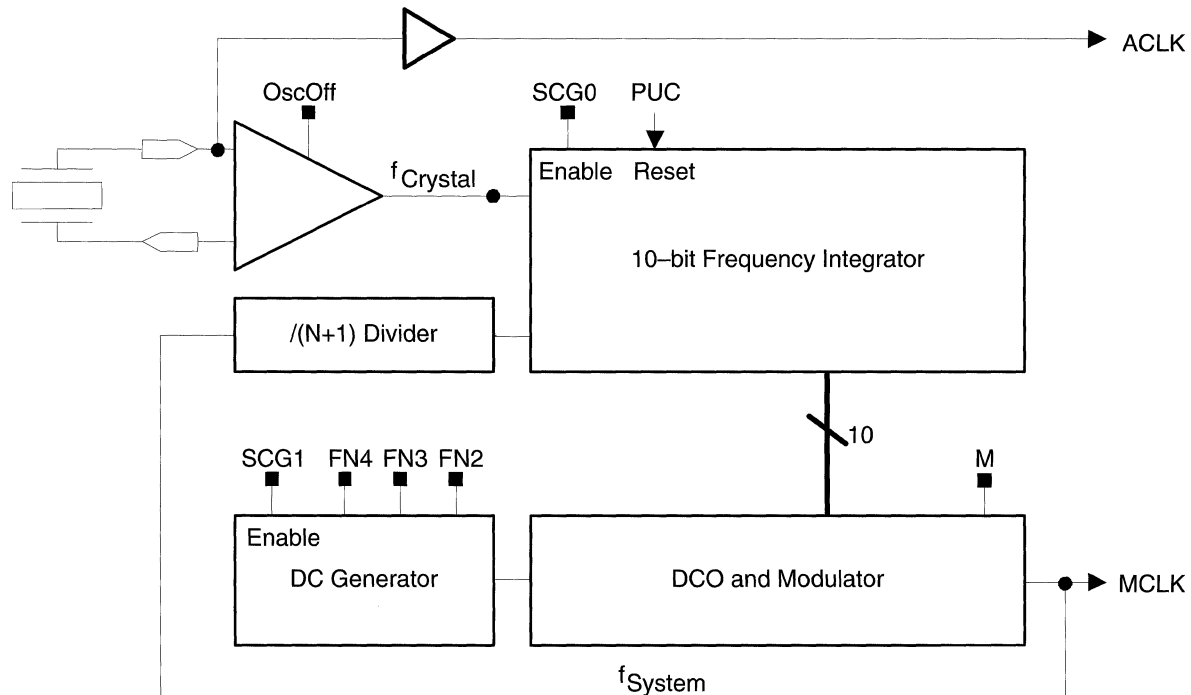 ACLK
OscOff
SCG0
PUC
fCrystal
Enable
Reset
10–bit Frequency Integrator
/(N+1) Divider
10
SCG1
FN4
FN3
FN2
M
Enable
DC Generator
DCO and Modulator
MCLK
fSystem